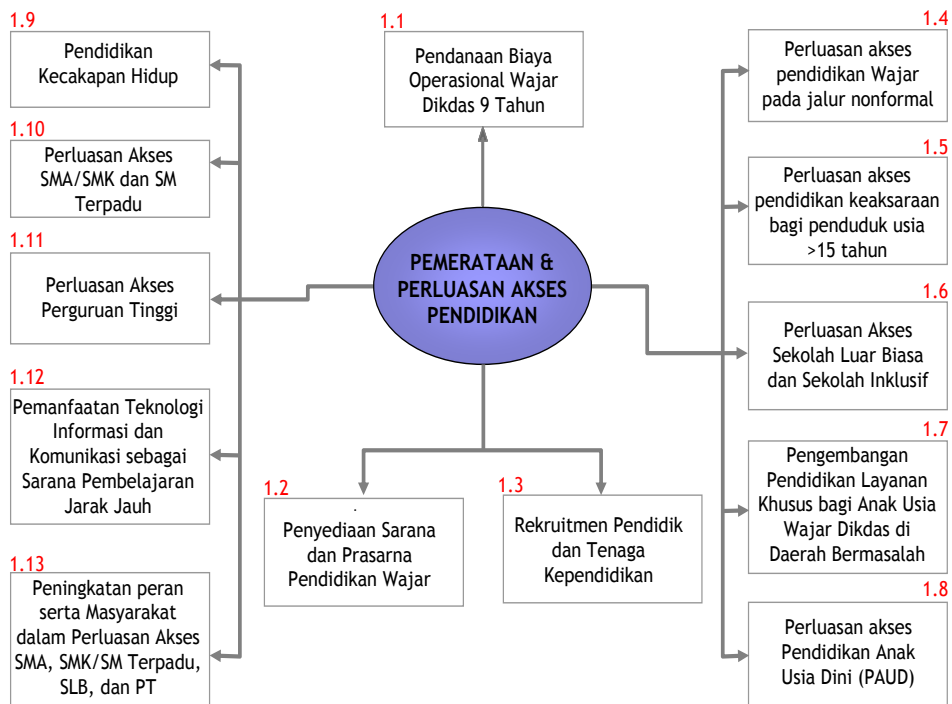 1.1
Pendanaan Biaya
Operasional Wajar
Dikdas 9 Tahun
PEMERATAAN &
PERLUASAN AKSES
PENDIDIKAN
1.2
Penyediaan Sarana
dan Prasarna
Pendidikan Wajar
1.3
Rekruitmen Pendidik
dan Tenaga
Kependidikan
1.4
Perluasan akses
pendidikan Wajar
pada jalur nonformal
1.5
Perluasan akses
pendidikan keaksaraan
bagi penduduk usia
>15 tahun
1.6
Perluasan Akses
Sekolah Luar Biasa
dan Sekolah Inklusif
1.7
Pengembangan
Pendidikan Layanan
Khusus bagi Anak Usia
Wajar Dikdas di
Daerah Bermasalah
1.8
Perluasan akses
Pendidikan Anak
Usia Dini (PAUD)
1.9
Pendidikan
Kecakapan Hidup
1.10
Perluasan Akses
SMA/SMK dan SM
Terpadu
1.11
Perluasan Akses
Perguruan Tinggi
1.12
Pemanfaatan Teknologi
Informasi dan
Komunikasi sebagai
Sarana Pembelajaran
Jarak Jauh
1.13
Peningkatan peran
serta Masyarakat
dalam Perluasan Akses
SMA, SMK/SM Terpadu,
SLB, dan PT